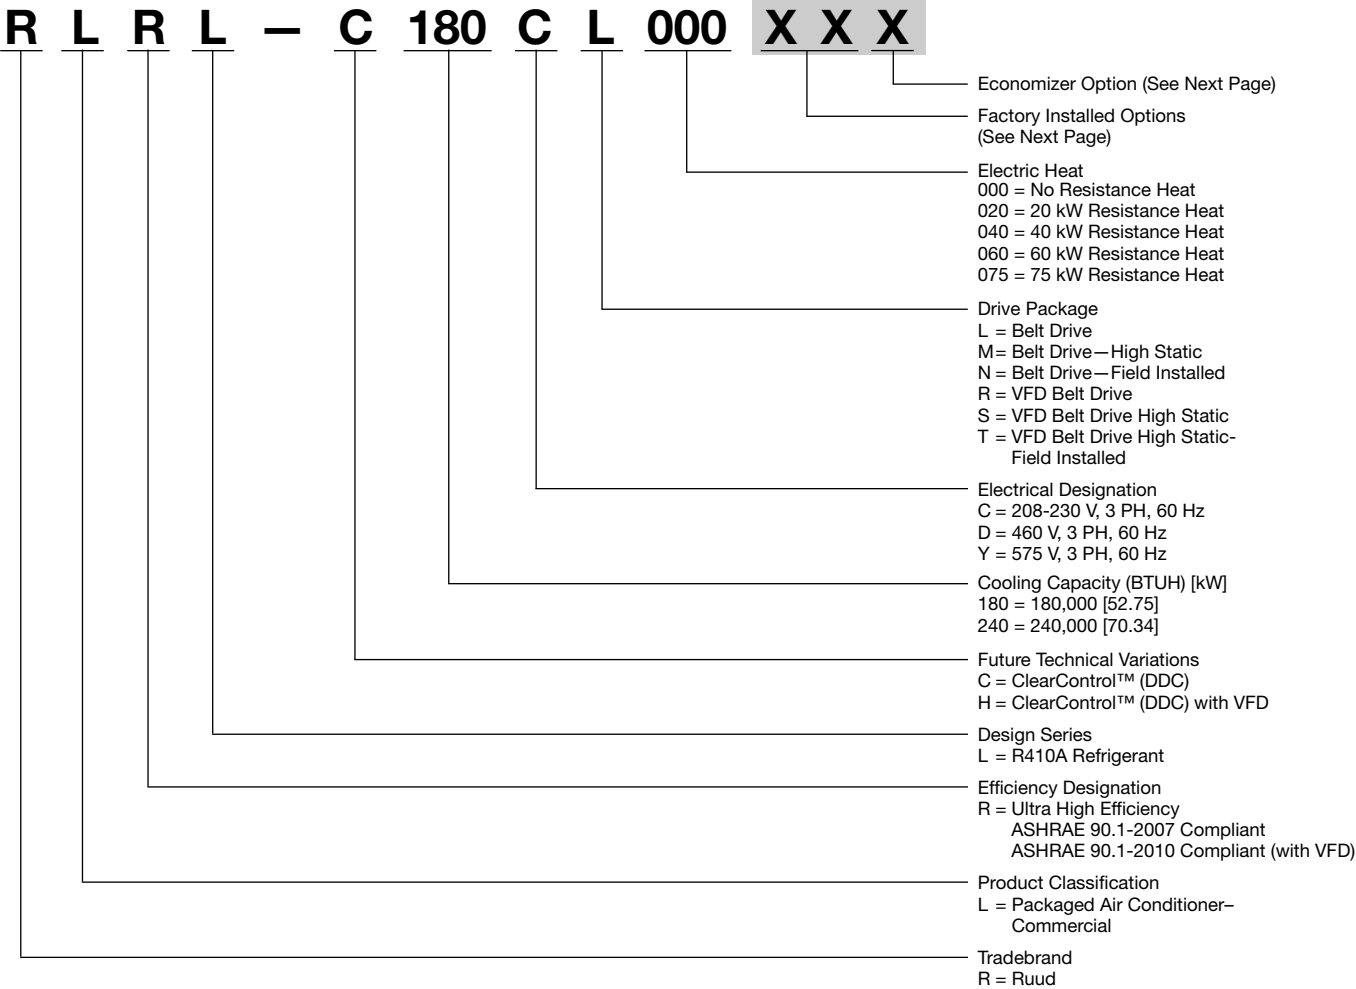 R L R L — C 180 C L 000 X X X
Economizer Option (See Next Page)
Factory Installed Options
(See Next Page)
Electric Heat
000 = No Resistance Heat
020 = 20 kW Resistance Heat
040 = 40 kW Resistance Heat
060 = 60 kW Resistance Heat
075 = 75 kW Resistance Heat
Drive Package
L = Belt Drive
M= Belt Drive—High Static
N = Belt Drive—Field Installed
R = VFD Belt Drive
S = VFD Belt Drive High Static
T = VFD Belt Drive High Static-
Field Installed
Electrical Designation
C = 208-230 V, 3 PH, 60 Hz
D = 460 V, 3 PH, 60 Hz
Y = 575 V, 3 PH, 60 Hz
Cooling Capacity (BTUH) [kW]
180 = 180,000 [52.75]
240 = 240,000 [70.34]
Future Technical Variations
C = ClearControl™ (DDC)
H = ClearControl™ (DDC) with VFD
Design Series
L = R410A Refrigerant
Efficiency Designation
R = Ultra High Efficiency
ASHRAE 90.1-2007 Compliant
ASHRAE 90.1-2010 Compliant (with VFD)
Product Classification
L = Packaged Air Conditioner–
Commercial
Tradebrand
R = Ruud